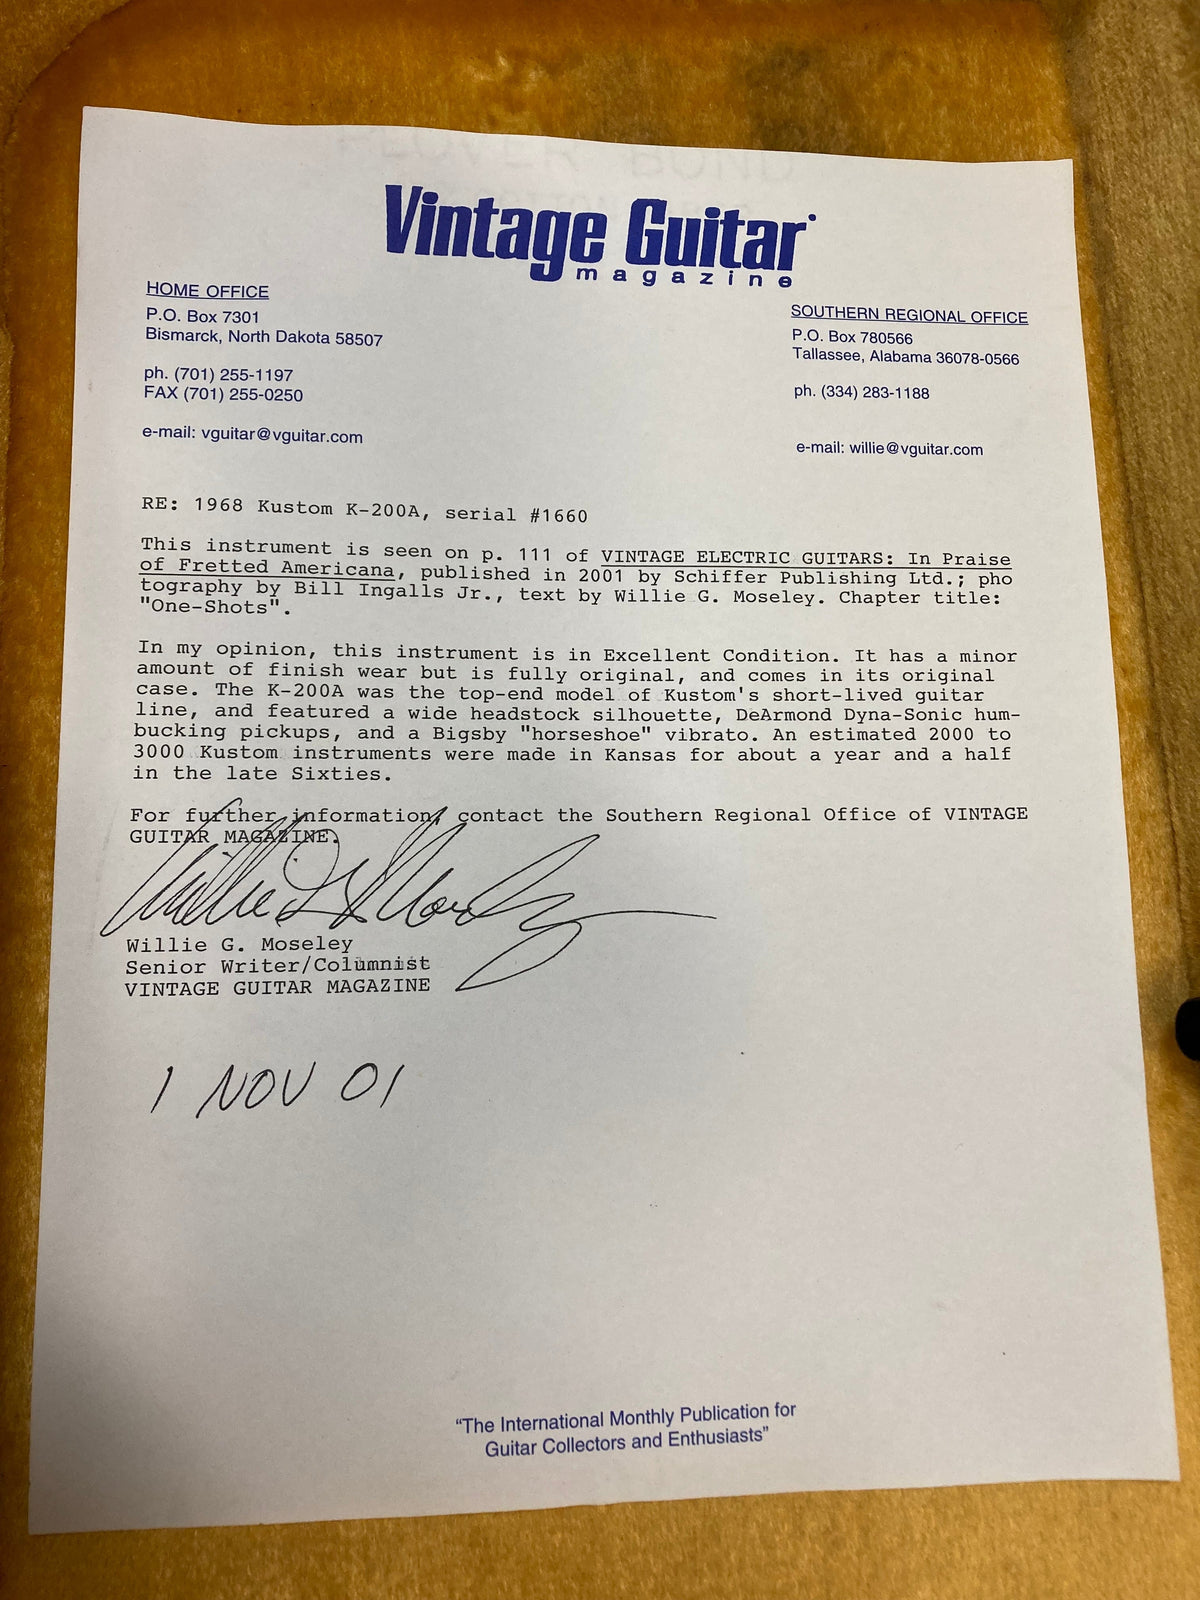 Vintage Guitar
magazine
HOME OFFICE
P.O. Box 7301
Bismarck, North Dakota 58507
ph. (701) 255-1197
FAX (701) 255-0250
e-mail: vguitar@vguitar.com
SOUTHERN REGIONAL OFFICE
P.O. Box 780566
Tallassee, Alabama 36078-0566
ph. (334) 283-1188
e-mail: willie@vguitar.com
RE: 1968 Kustom K-200A, serial #1660
This instrument is seen on p. 111 of VINTAGE ELECTRIC GUITARS: In Praise
of Fretted Americana, published in 2001 by Schiffer Publishing Ltd.; pho
tography by Bill Ingalls Jr., text by Willie G. Moseley. Chapter title:
"One-Shots".
In my opinion, this instrument is in Excellent Condition. It has a minor
amount of finish wear but is fully original, and comes in its original
case. The K-200A was the top-end model of Kustom's short-lived guitar
line, and featured a wide headstock silhouette, DeArmond Dyna-Sonic hum-
bucking pickups, and a Bigsby "horseshoe" vibrato. An estimated 2000 to
3000 Kustom instruments were made in Kansas for about a year and a half
in the late Sixties.
For further information, contact the Southern Regional Office of VINTAGE
GUITAR MAGAZINE.
Willie G. Moseley
Willie G. Moseley
Senior Writer/Columnist
VINTAGE GUITAR MAGAZINE
1 NOV 01
“The International Monthly Publication for
Guitar Collectors and Enthusiasts”